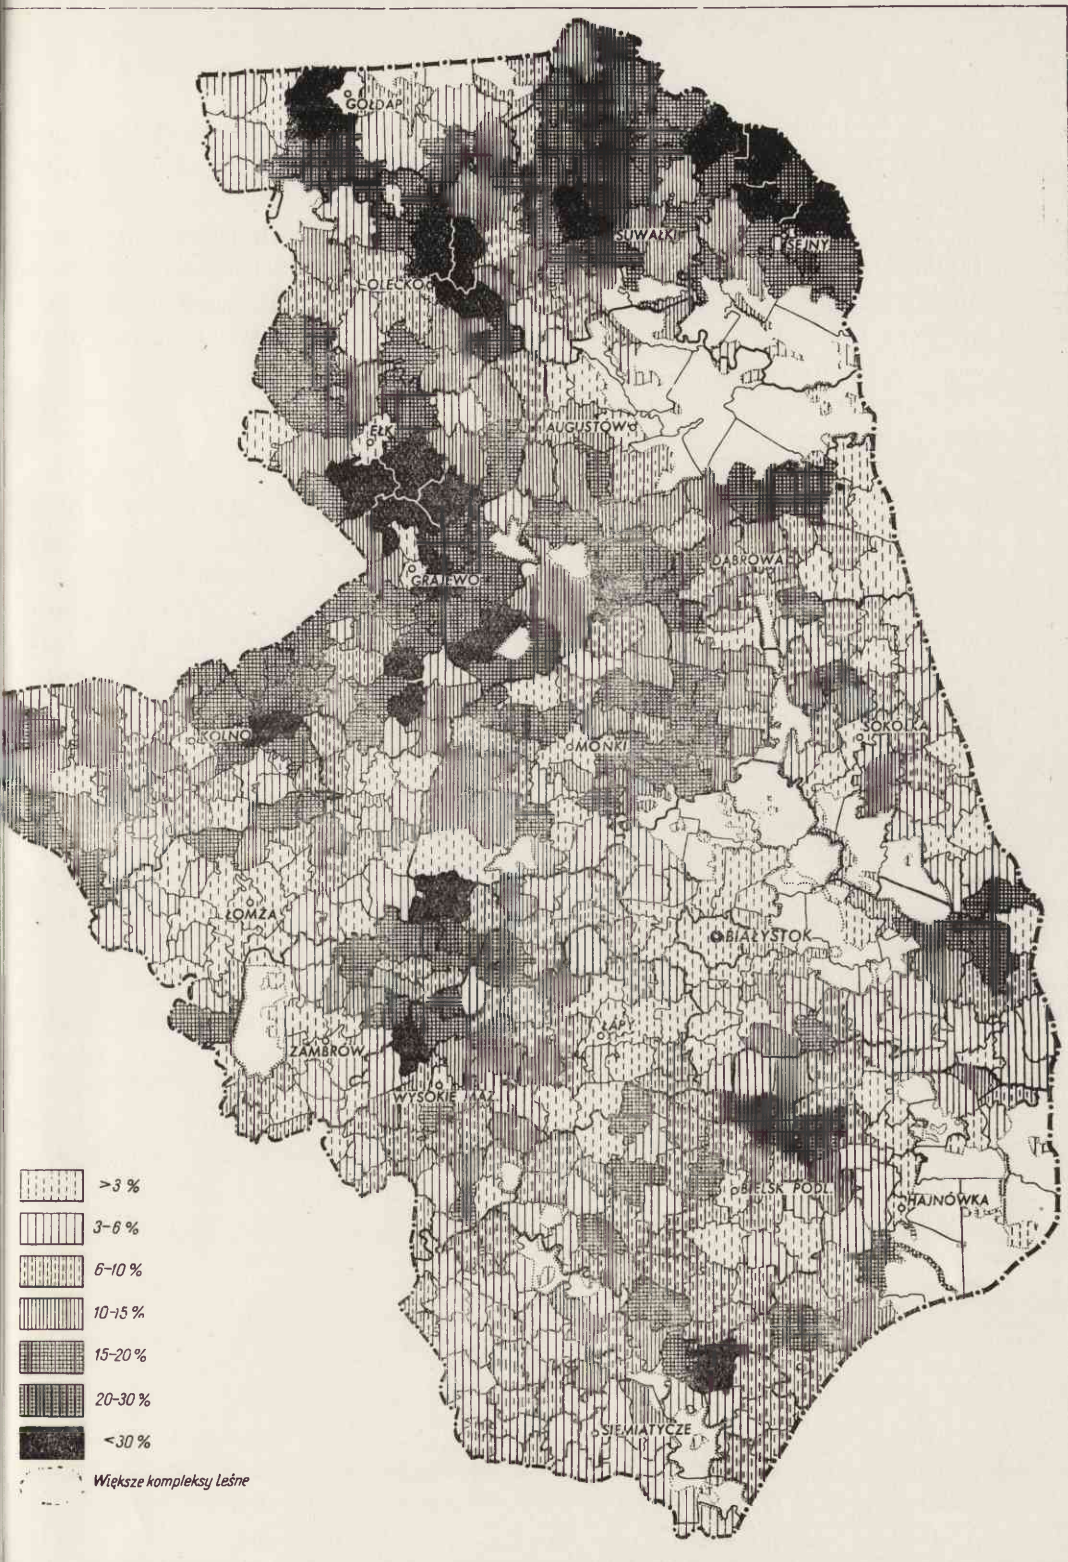 GOŁDAP
SUWAŁKI
SEJNY
OLECKO
AUGUSTÓW
EŁK
DĄBROWA
GRAJEWO
SOKÓŁKA
KOLNO
MOŃKI
ŁOMŻA
BIAŁYSTOK
ŁAPY
ZAMBRÓW
WYSOKIE MAZ.
BIELSK PODL.
HAJNÓWKA
SIEMIATYCZE
>3 %
3-6 %
6-10 %
10-15 %
15-20 %
20-30 %
<30 %
Większe kompleksy leśne